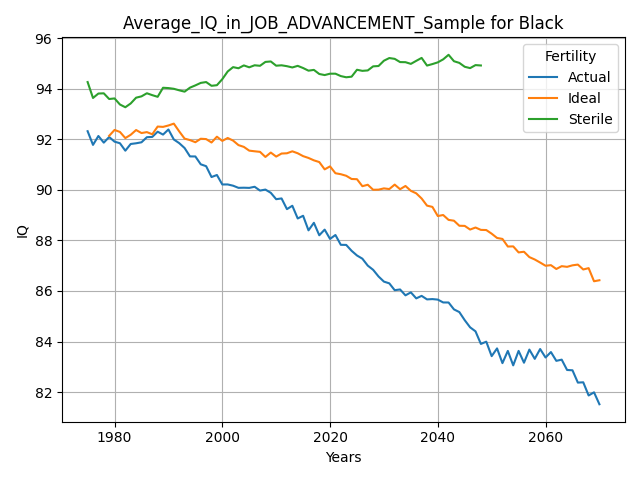 Average_IQ_in_JOB_ADVANCEMENT_Sample for Black
96
94
92
90
88
86
84
82
IQ
Fertility
Actual
Ideal
Sterile
1980 2000 2020 2040 2060
Years